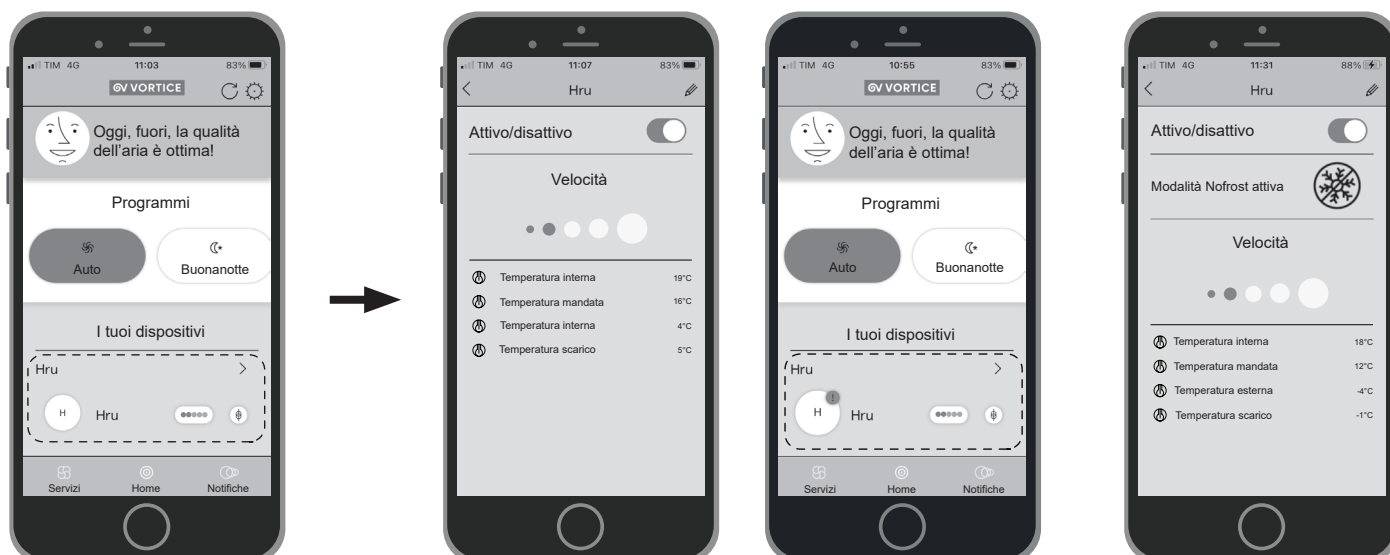 TIM 4G 11:03 83%
VORTICE
Oggi, fuori, la qualità
dell'aria è ottima!
Programmi
Auto Buonanotte
I tuoi dispositivi
Hru >
H Hru
Servizi Home Notifiche
TIM 4G 11:07 83%
< Hru
Attivo/disattivo
Velocità
Temperatura interna 19°C
Temperatura mandata 16°C
Temperatura interna 4°C
Temperatura scarico 5°C
TIM 4G 10:55 83%
VORTICE
Oggi, fuori, la qualità
dell'aria è ottima!
Programmi
Auto Buonanotte
I tuoi dispositivi
Hru >
! H Hru
Servizi Home Notifiche
TIM 4G 11:31 88%
< Hru
Attivo/disattivo
Modalità Nofrost attiva
Velocità
Temperatura interna 18°C
Temperatura mandata 12°C
Temperatura esterna -4°C
Temperatura scarico -1°C